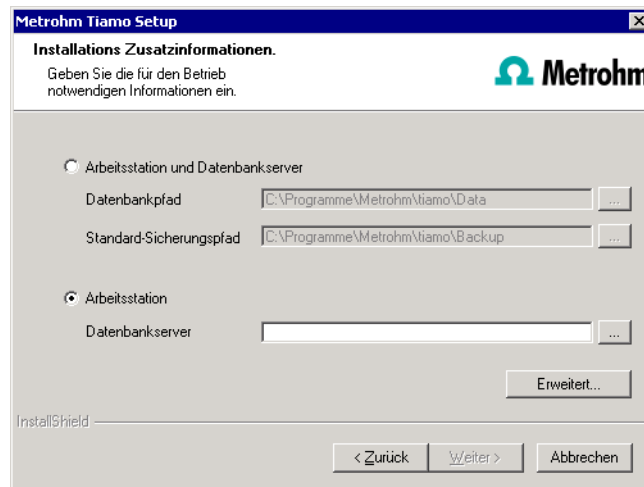 Metrohm Tiamo Setup
Installations Zusatzinformationen.
Geben Sie die für den Betrieb
notwendigen Informationen ein.
Metrohm
Arbeitsstation und Datenbankserver
Datenbankpfad
C:\Programme\Metrohm\tiamo\Data
...
Standard-Sicherungspfad
C:\Programme\Metrohm\tiamo\Backup
...
Arbeitsstation
Datenbankserver
...
Erweitert...
InstallShield
< Zurück
Weiter >
Abbrechen